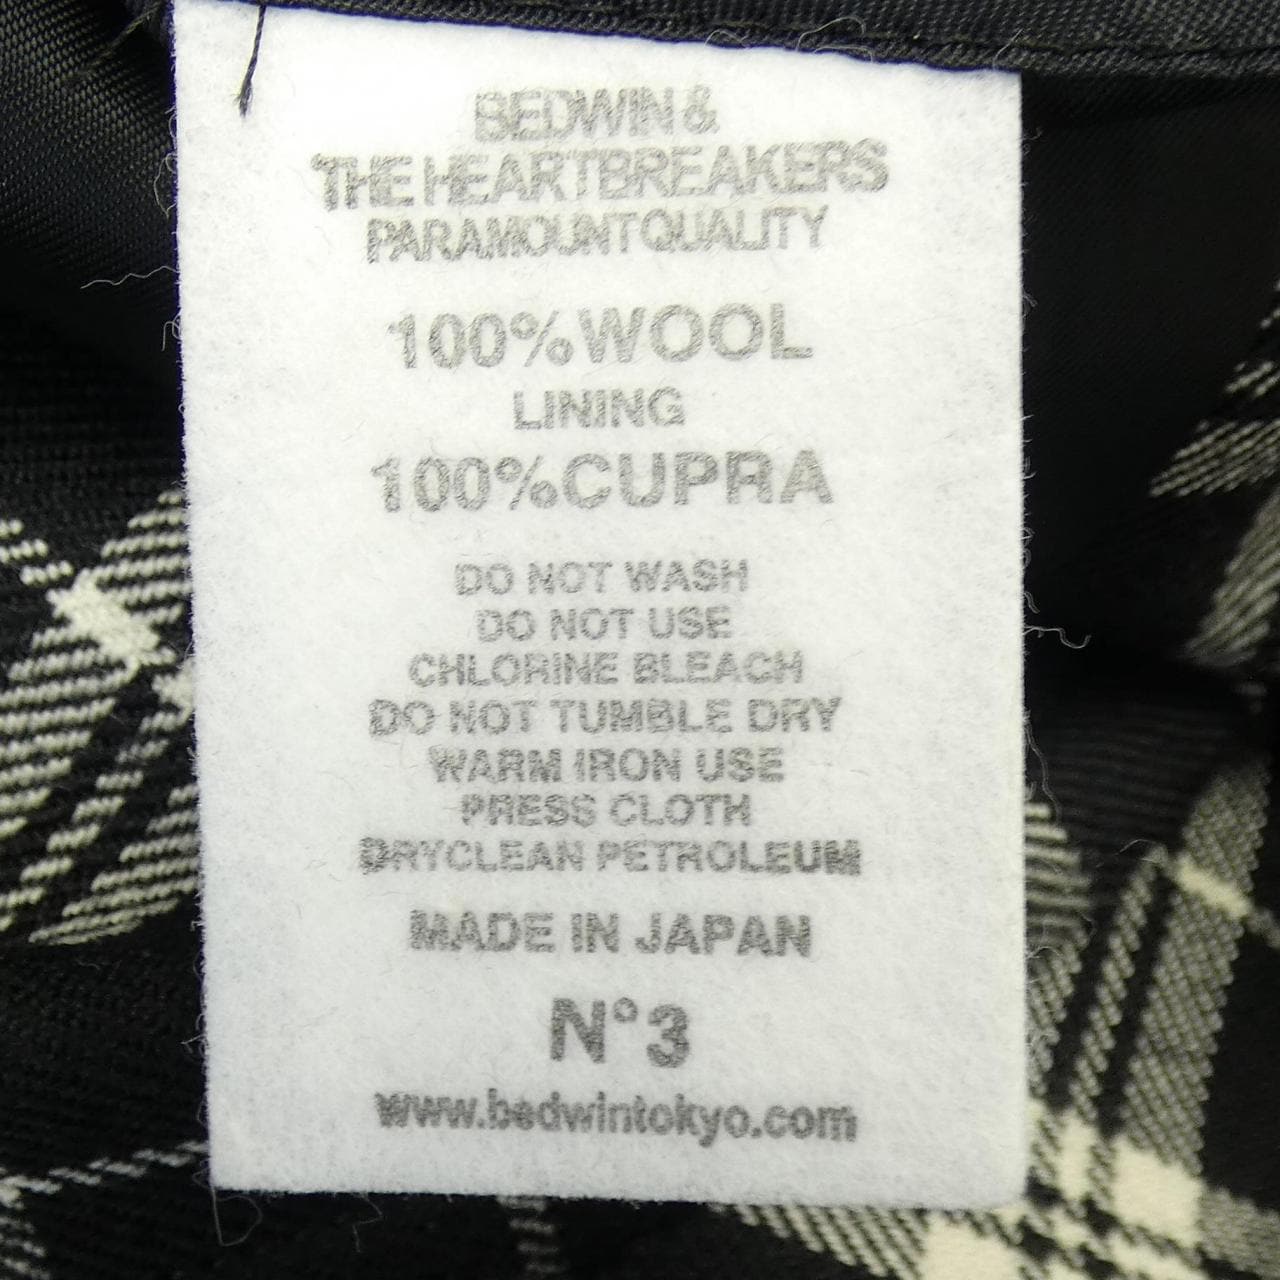 BEDWIN &
THE HEARTBREAKERS
PARAMOUNT QUALITY
100%WOOL
LINING
100%CUPRA
DO NOT WASH
DO NOT USE
CHLORINE BLEACH
DO NOT TUMBLE DRY
WARM IRON USE
PRESS CLOTH
DRYCLEAN PETROLEUM
MADE IN JAPAN
N°3
www.bedwintokyo.com